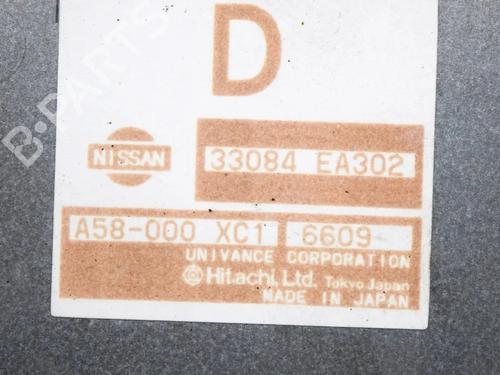 D
NISSAN
33084 EA302
A58-000 XC1 6609
UNIVANCE CORPORATION
Hitachi, Ltd. Tokyo Japan
MADE IN JAPAN
B-PARTS